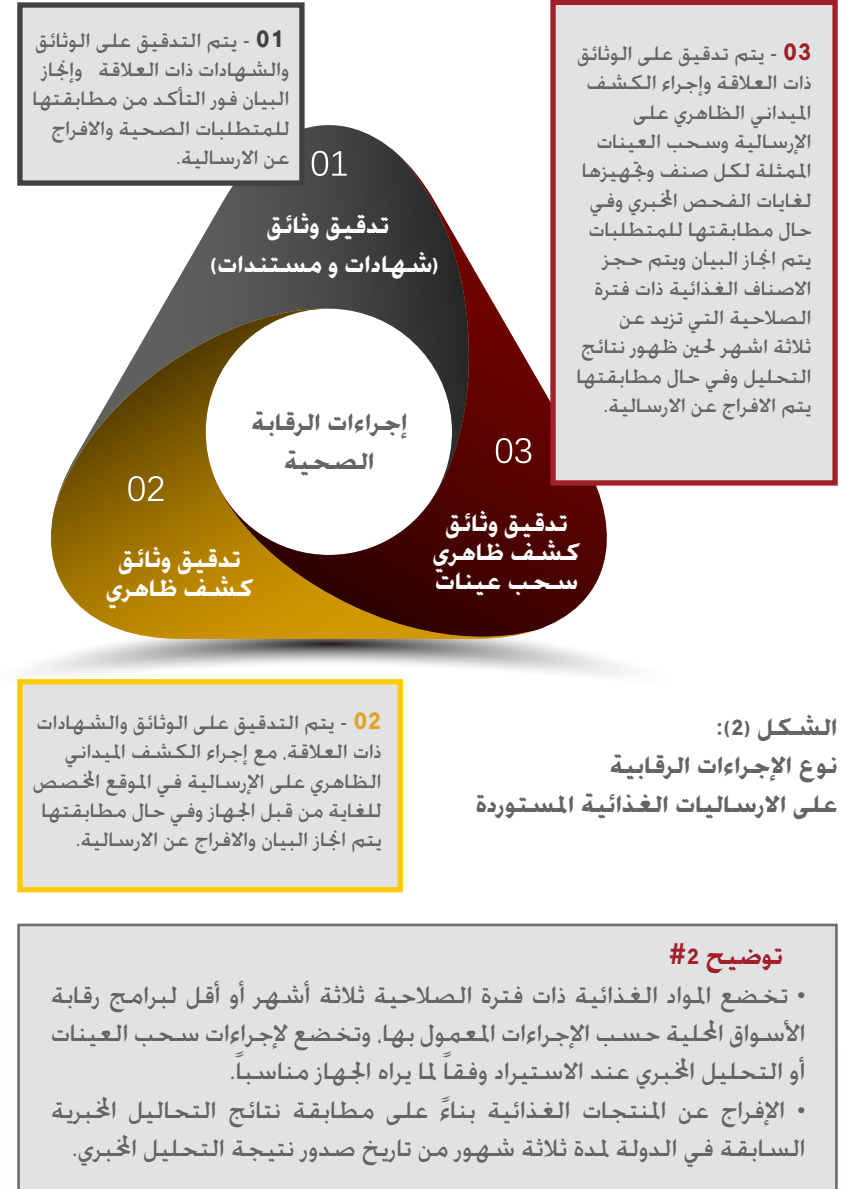 01 - يتم التدقيق على الوثائق
والشهادات ذات العلاقة وإنجاز
البيان فور التأكد من مطابقتها
للمتطلبات الصحية والافراج
عن الارسالية.
03 - يتم تدقيق على الوثائق
ذات العلاقة وإجراء الكشف
الميداني الظاهري على
الإرسالية وسحب العينات
الممثلة لكل صنف وتجهيزها
لغايات الفحص المخبري وفي
حال مطابقتها للمتطلبات
يتم انجاز البيان ويتم حجز
الاصناف الغذائية ذات فترة
الصلاحية التي تزيد عن
ثلاثة اشهر لحين ظهور نتائج
التحليل وفي حال مطابقتها
يتم الافراج عن الارسالية.
01
تدقيق وثائق
(شهادات و مستندات)
إجراءات الرقابة
الصحية
03
تدقيق وثائق
كشف ظاهري
سحب عينات
02
تدقيق وثائق
كشف ظاهري
02 - يتم التدقيق على الوثائق والشهادات
ذات العلاقة، مع إجراء الكشف الميداني
الظاهري على الإرسالية في الموقع المخصص
للغاية من قبل الجهاز وفي حال مطابقتها
يتم انجاز البيان والافراج عن الارسالية.
الشكل (2):
نوع الإجراءات الرقابية
على الارساليات الغذائية المستوردة
توضيح 2#
• تخضع المواد الغذائية ذات فترة الصلاحية ثلاثة أشهر أو أقل لبرامج رقابة
الأسواق المحلية حسب الإجراءات المعمول بها، وتخضع لإجراءات سحب العينات
أو التحليل المخبري عند الاستيراد وفقاً لما يراه الجهاز مناسباً.
• الإفراج عن المنتجات الغذائية بناءً على مطابقة نتائج التحاليل المخبرية
السابقة في الدولة لمدة ثلاثة شهور من تاريخ صدور نتيجة التحليل المخبري.